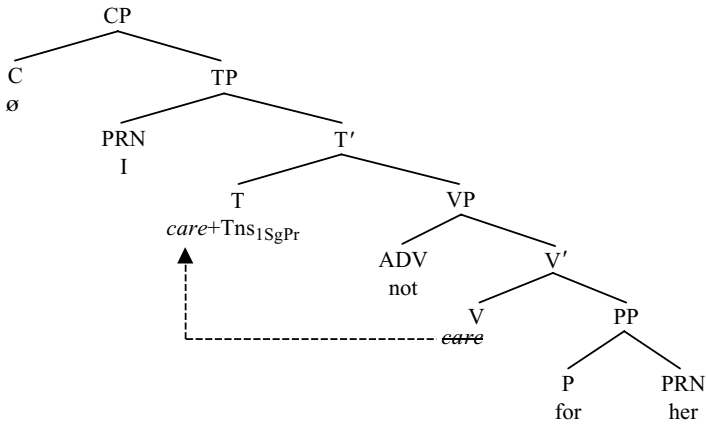 CP
C TP
ø
PRN T′
I
T VP
care+Tns1SgPr
ADV V′
not
V PP
care
P PRN
for her